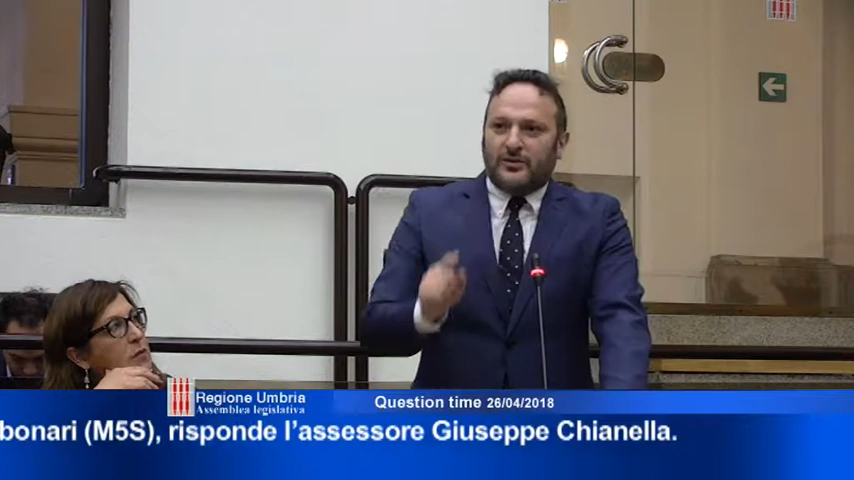 Regione Umbria
Assemblea legislativa
Question time 26/04/2018
bonari (M5S), risponde l'assessore Giuseppe Chianella.